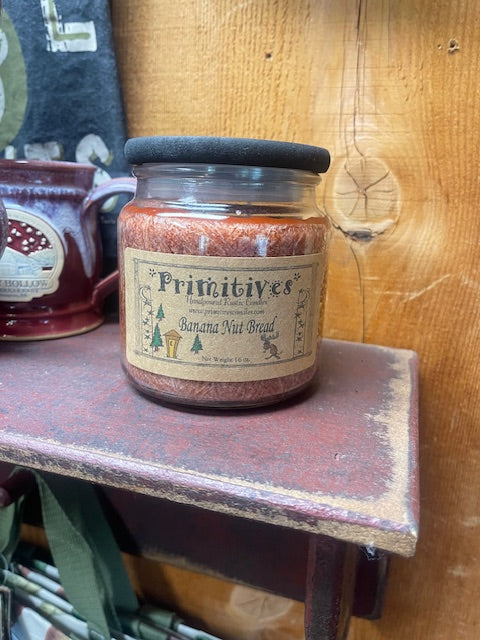 Primitives
Handpoured Rustic Candles
www.primitivescandles.com
Banana Nut Bread
Net Weight 16 oz.
HOLLOW